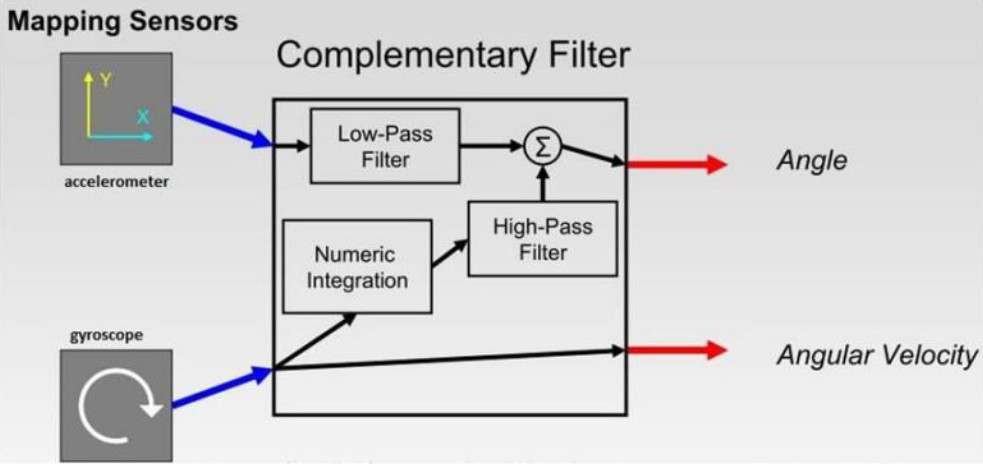 Mapping Sensors
Complementary Filter
Y
X
accelerometer
Low-Pass
Filter
Σ
Angle
High-Pass
Filter
Numeric
Integration
gyroscope
Angular Velocity